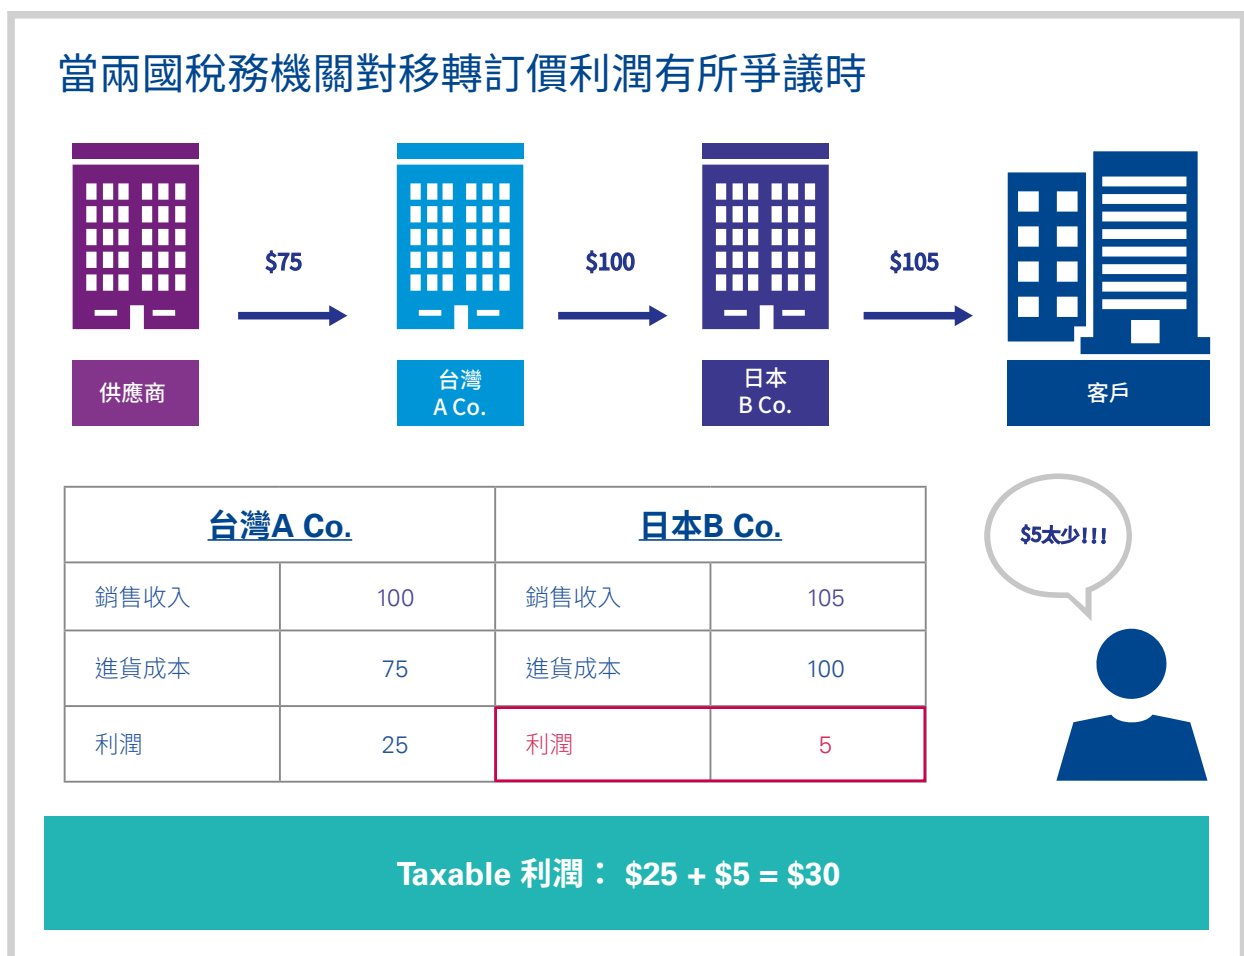 當兩國稅務機關對移轉訂價利潤有所爭議時
$75
$100
$105
供應商
台灣
A Co.
日本
B Co.
客戶
台灣A Co.
日本B Co.
銷售收入
100
銷售收入
105
進貨成本
75
進貨成本
100
利潤
25
利潤
5
$5太少!!!
Taxable 利潤： $25 + $5 = $30